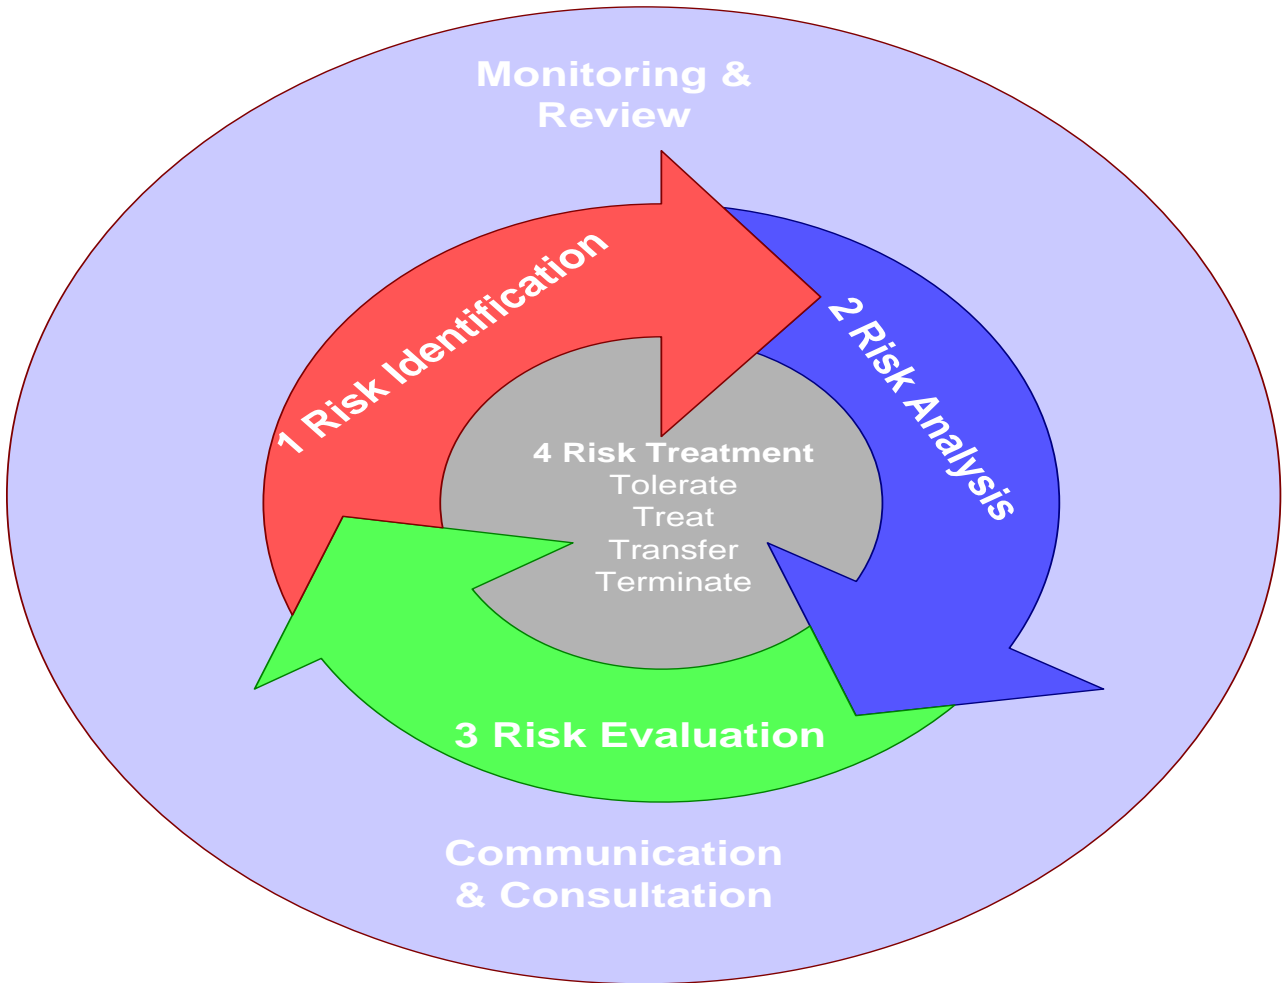 Monitoring &
Review
1 Risk Identification
2 Risk Analysis
4 Risk Treatment
Tolerate
Treat
Transfer
Terminate
3 Risk Evaluation
Communication
& Consultation